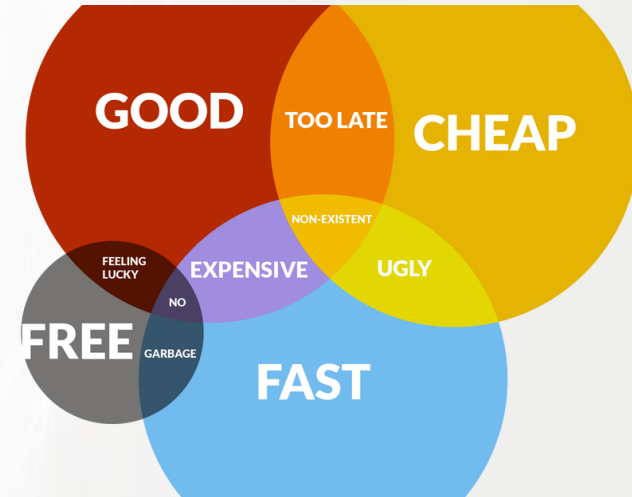 GOOD
TOO LATE
CHEAP
NON-EXISTENT
FEELING
LUCKY
EXPENSIVE
UGLY
NO
FREE
GARBAGE
FAST